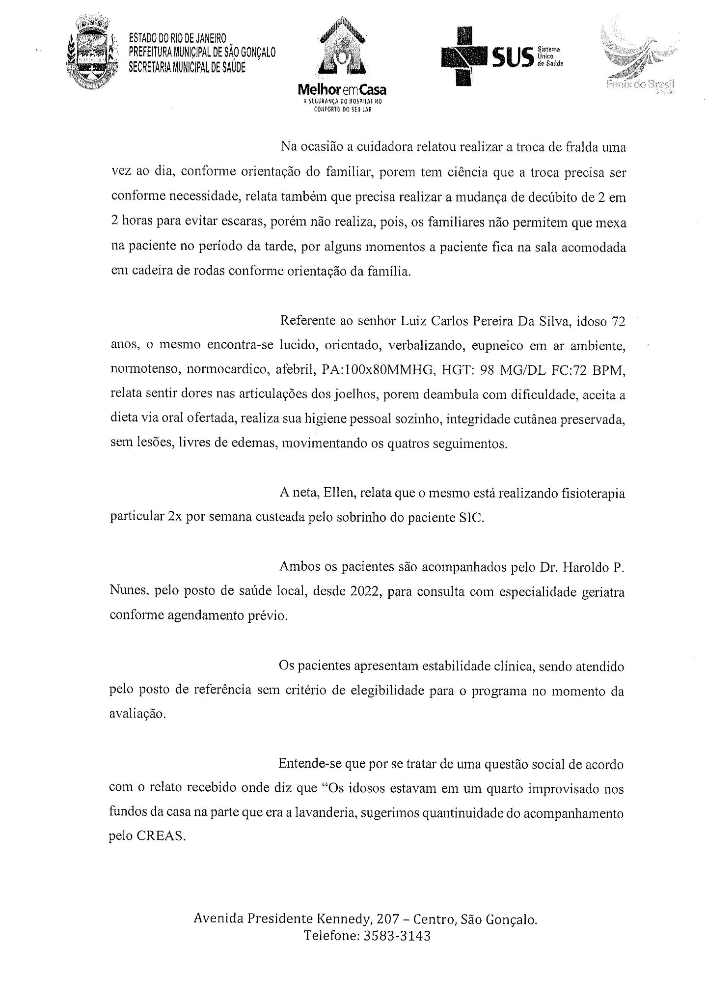 ESTADO DO RIO DE JANEIRO
PREFEITURA MUNICIPAL DE SÃO GONÇALO
SECRETARIA MUNICIPAL DE SAÚDE
Melhor em Casa
A SEGURANÇA DO HOSPITAL NO
CONFORTO DO SEU LAR
SUS
Sistema
Único
de Saúde
Fenix do Brasil
Na ocasião a cuidadora relatou realizar a troca de fralda uma
vez ao dia, conforme orientação do familiar, porem tem ciência que a troca precisa ser
conforme necessidade, relata também que precisa realizar a mudança de decúbito de 2 em
2 horas para evitar escaras, porém não realiza, pois, os familiares não permitem que mexa
na paciente no período da tarde, por alguns momentos a paciente fica na sala acomodada
em cadeira de rodas conforme orientação da família.
Referente ao senhor Luiz Carlos Pereira Da Silva, idoso 72
anos, o mesmo encontra-se lucido, orientado, verbalizando, eupneico em ar ambiente,
normotenso, normocardico, afebril, PA:100x80MMHG, HGT: 98 MG/DL FC:72 BPM,
relata sentir dores nas articulações dos joelhos, porem deambula com dificuldade, aceita a
dieta via oral ofertada, realiza sua higiene pessoal sozinho, integridade cutânea preservada,
sem lesões, livres de edemas, movimentando os quatros seguimentos.
A neta, Ellen, relata que o mesmo está realizando fisioterapia
particular 2x por semana custeada pelo sobrinho do paciente SIC.
Ambos os pacientes são acompanhados pelo Dr. Haroldo P.
Nunes, pelo posto de saúde local, desde 2022, para consulta com especialidade geriatra
conforme agendamento prévio.
Os pacientes apresentam estabilidade clínica, sendo atendido
pelo posto de referência sem critério de elegibilidade para o programa no momento da
avaliação.
Entende-se que por se tratar de uma questão social de acordo
com o relato recebido onde diz que “Os idosos estavam em um quarto improvisado nos
fundos da casa na parte que era a lavanderia, sugerimos quantinuidade do acompanhamento
pelo CREAS.
Avenida Presidente Kennedy, 207 – Centro, São Gonçalo.
Telefone: 3583-3143